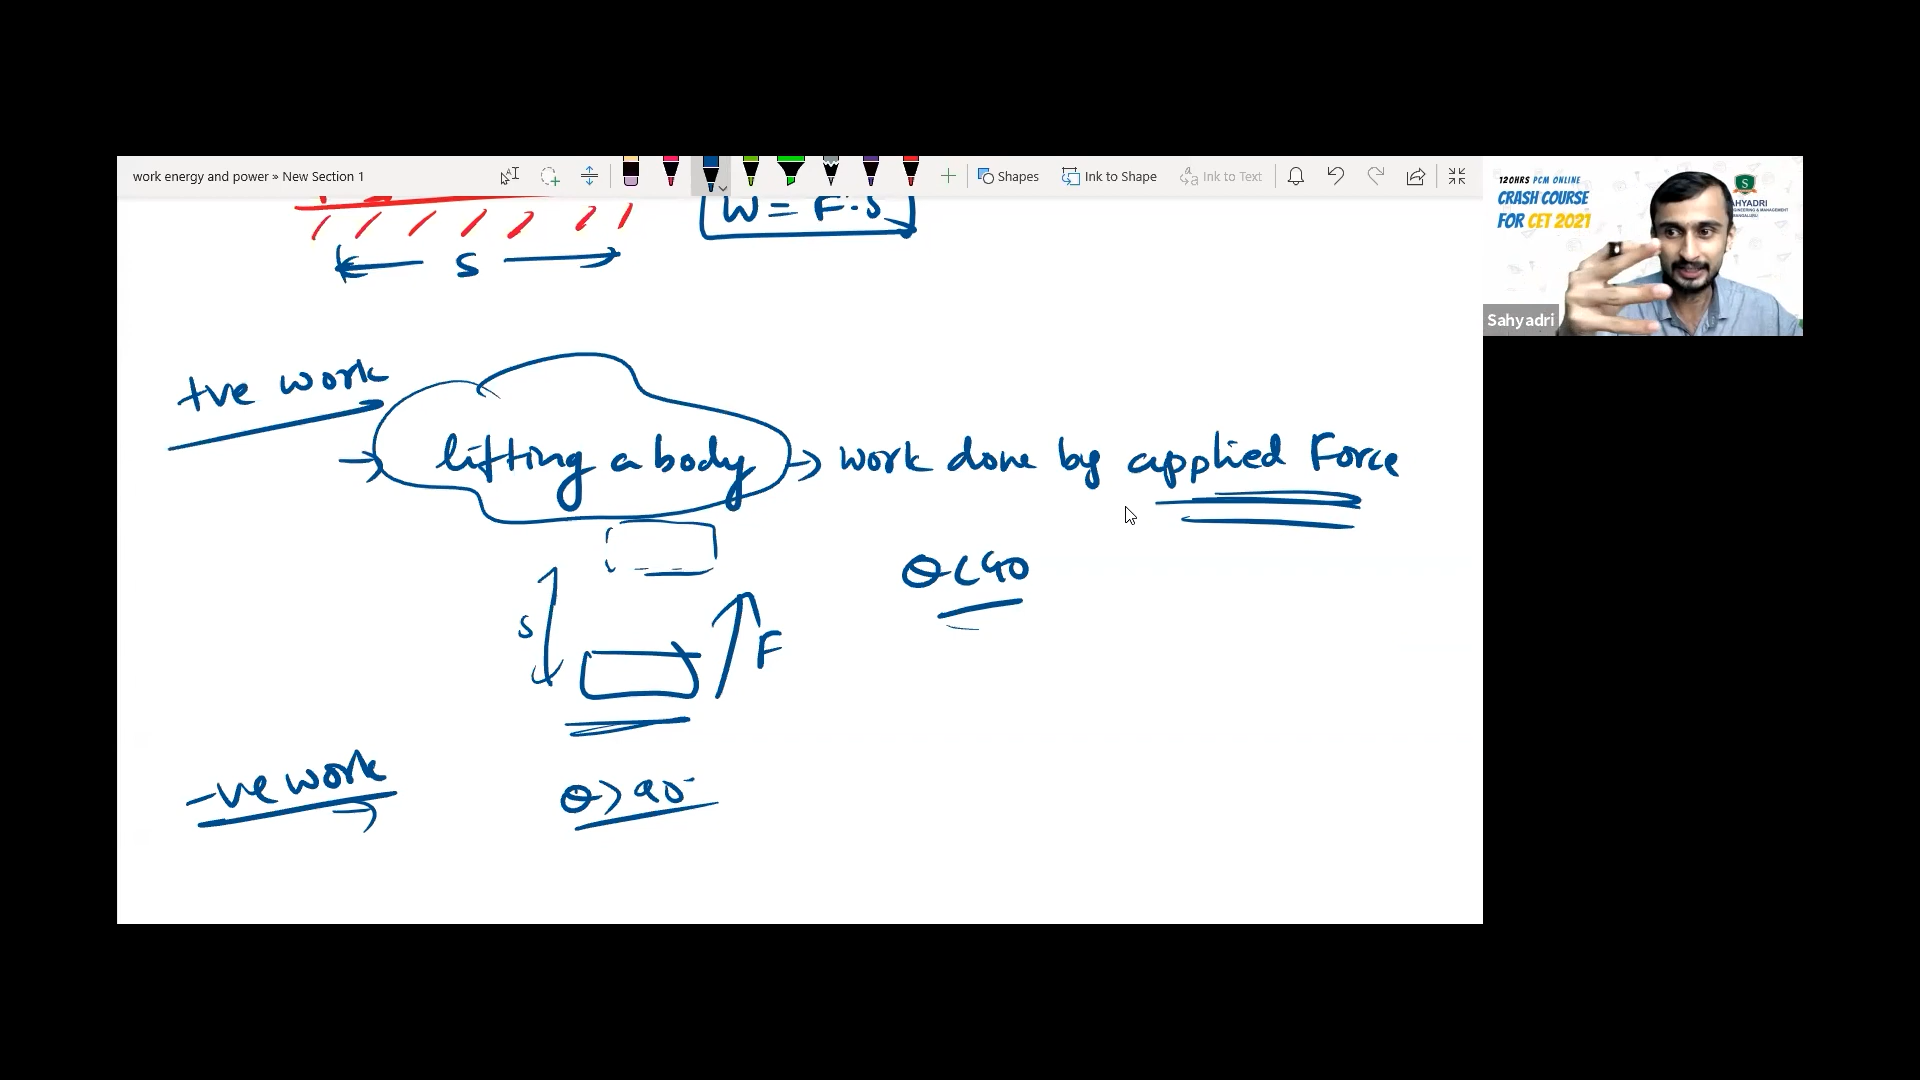 work energy and power » New Section 1
Shapes
Ink to Shape
Ink to Text
120HRS PCM ONLINE
CRASH COURSE
FOR CET 2021
S
Sahyadri
W = F·S
S
+ve work
lifting a body → work done by applied Force
θ<90
S
F
-ve work
θ>90